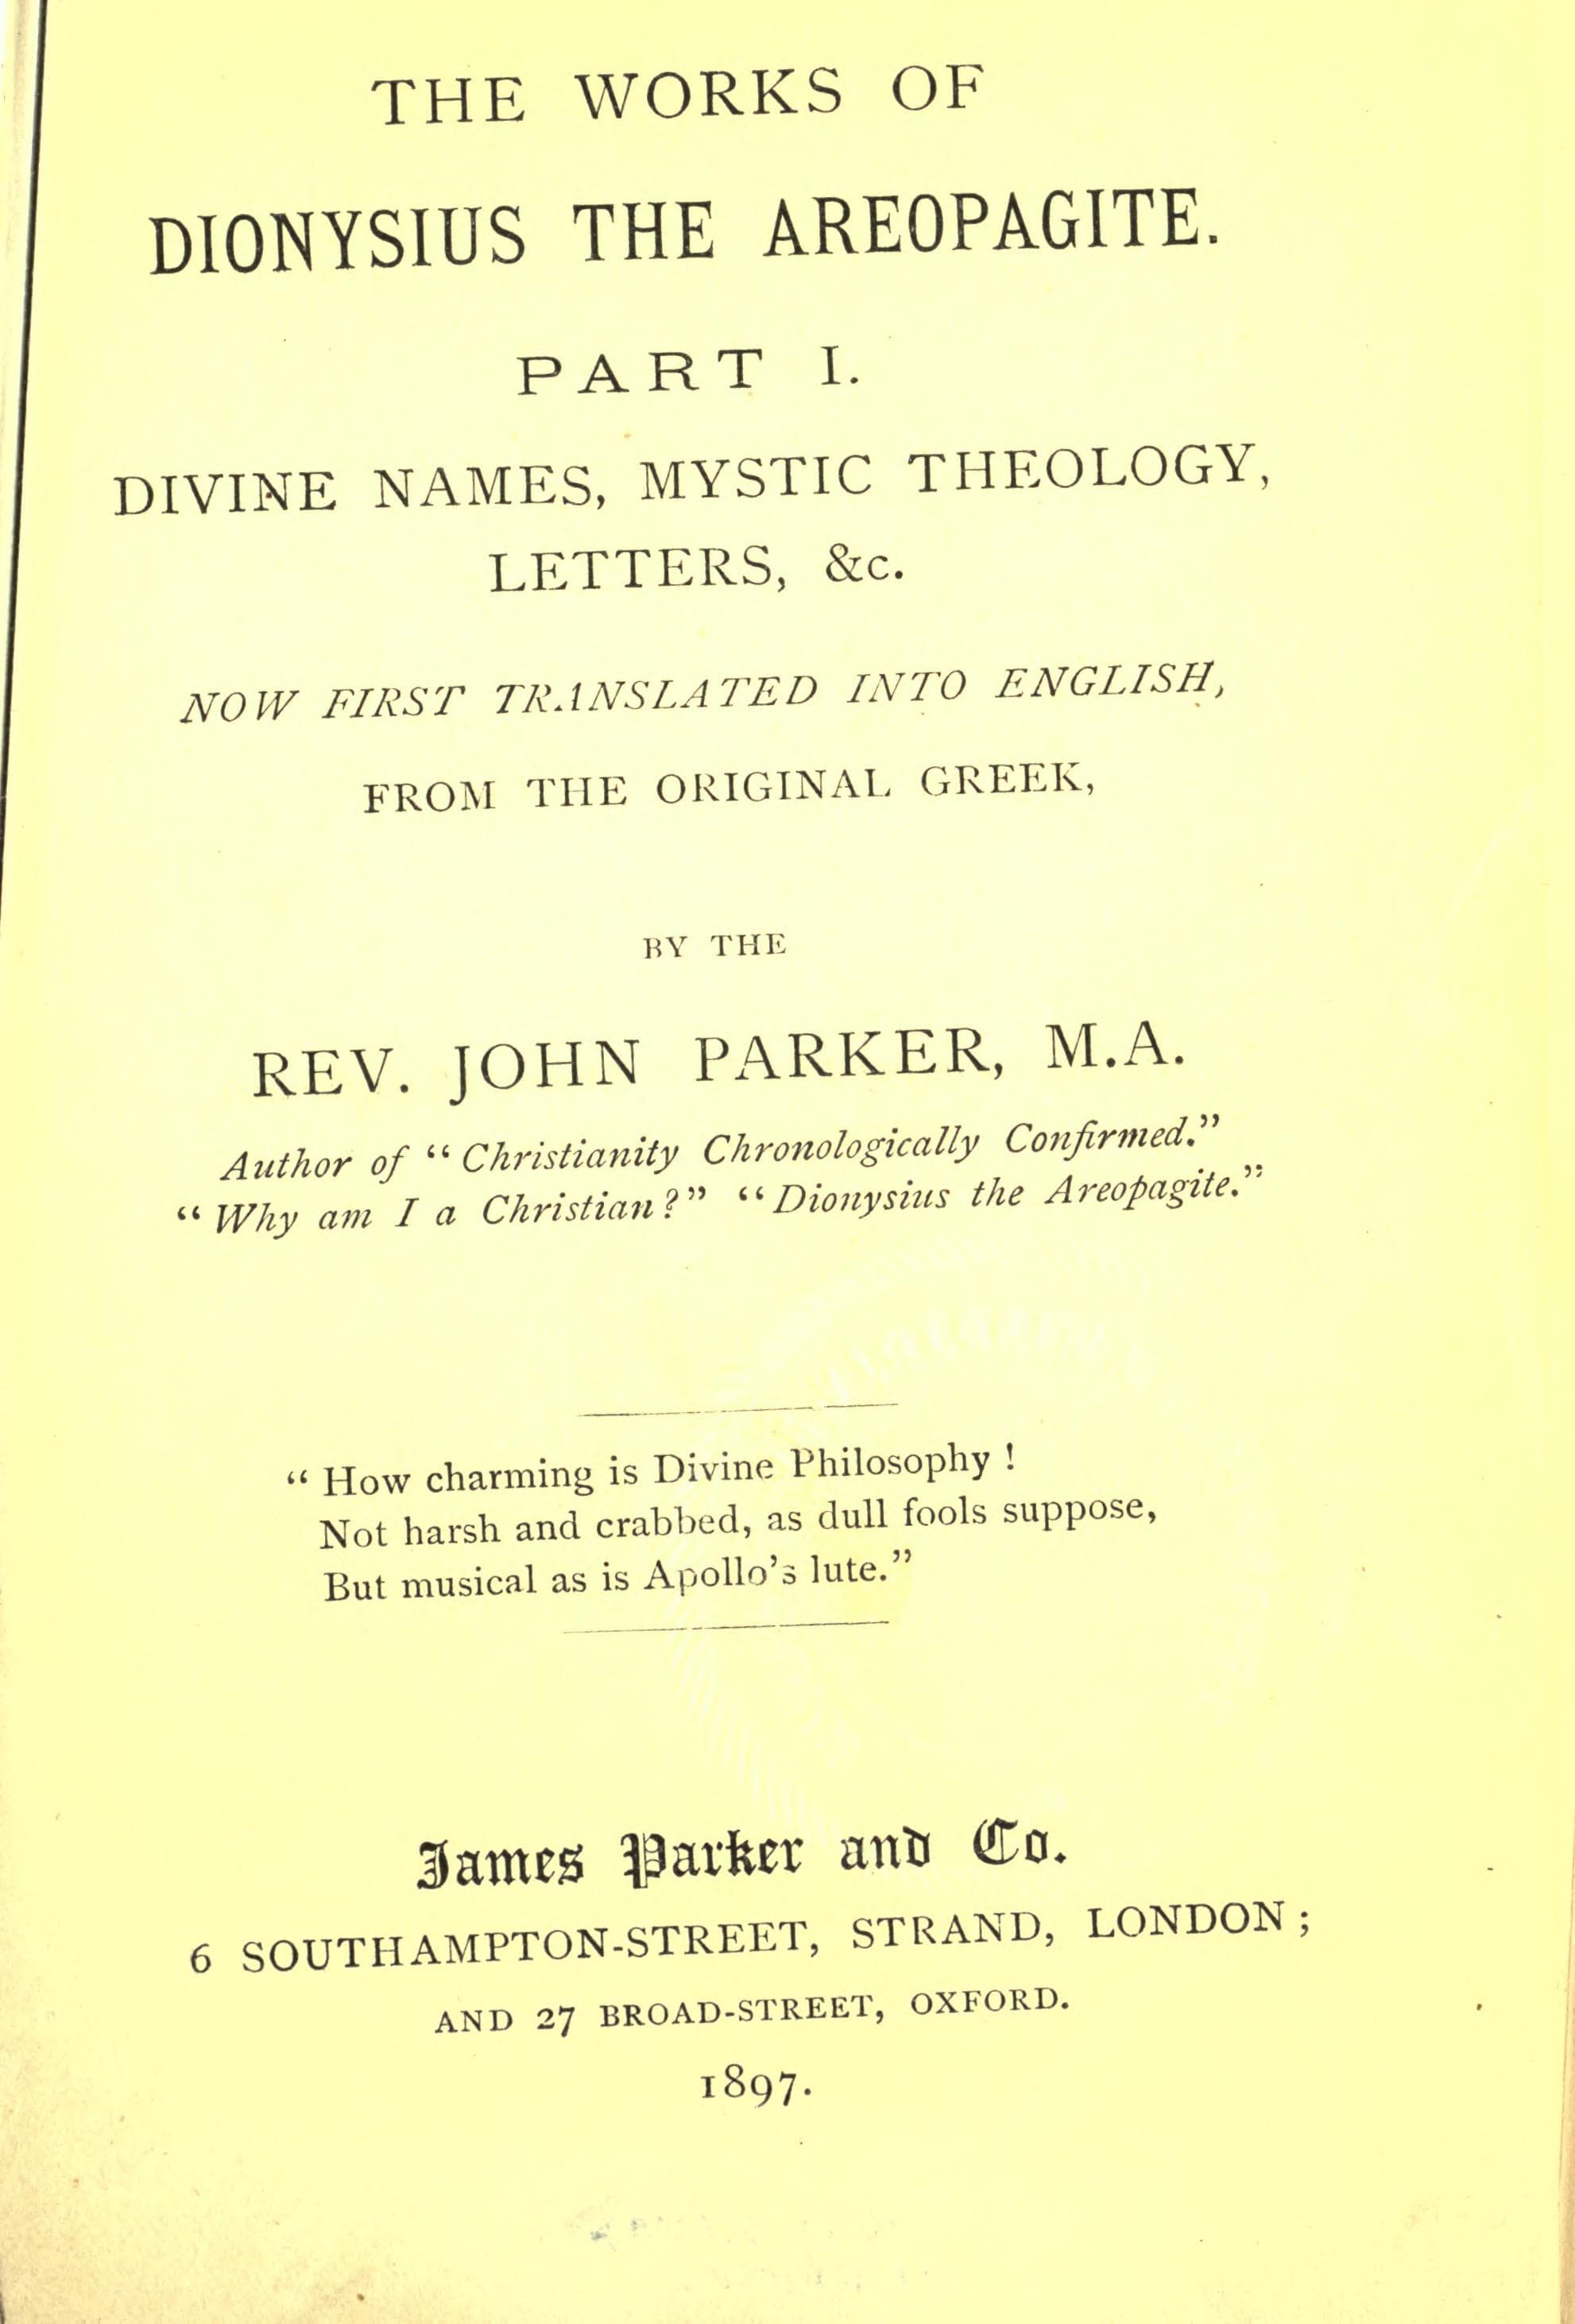 THE WORKS OF
DIONYSIUS THE AREOPAGITE.
PART I.
DIVINE NAMES, MYSTIC THEOLOGY,
LETTERS, &c.
NOW FIRST TRANSLATED INTO ENGLISH,
FROM THE ORIGINAL GREEK,
BY THE
REV. JOHN PARKER, M.A.
Author of “Christianity Chronologically Confirmed.”
“Why am I a Christian?” “Dionysius the Areopagite.”
“How charming is Divine Philosophy !
Not harsh and crabbed, as dull fools suppose,
But musical as is Apollo’s lute.”
James Parker and Co.
6 SOUTHAMPTON-STREET, STRAND, LONDON ;
AND 27 BROAD-STREET, OXFORD.
1897.